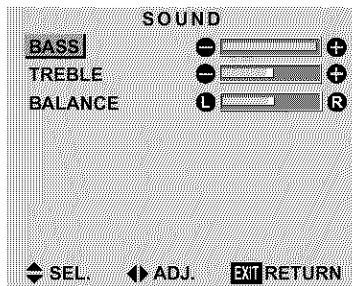 SOUND
BASS
TREBLE
BALANCE L R
SEL. ADJ. EXIT RETURN